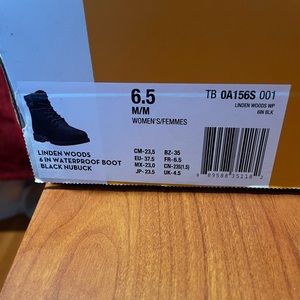 6.5
M/M
WOMEN'S/FEMMES
TB 0A156S 001
LINDEN WOODS WP
6IN BLK
LINDEN WOODS
6 IN WATERPROOF BOOT
BLACK NUBUCK
CM-23,5 BZ-35
EU-37.5 FR-6.5
MX-23,0 CN-235(1.5)
JP-23.5 UK-4.5